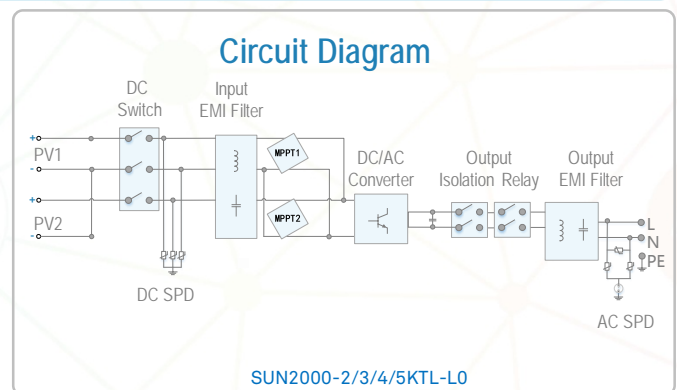 Circuit Diagram
DC
Switch
Input
EMI Filter
+
PV1
-
+
PV2
-
MPPT1
MPPT2
DC/AC
Converter
Output
Isolation Relay
Output
EMI Filter
L
N
PE
DC SPD
AC SPD
SUN2000-2/3/4/5KTL-L0